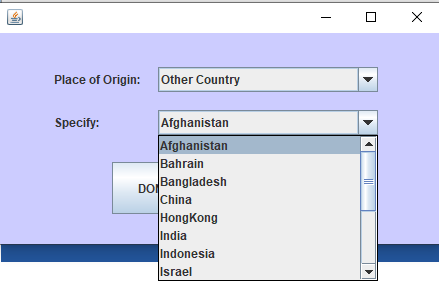 Place of Origin: Other Country
Specify: Afghanistan
Afghanistan
Bahrain
Bangladesh
China
HongKong
India
Indonesia
Israel